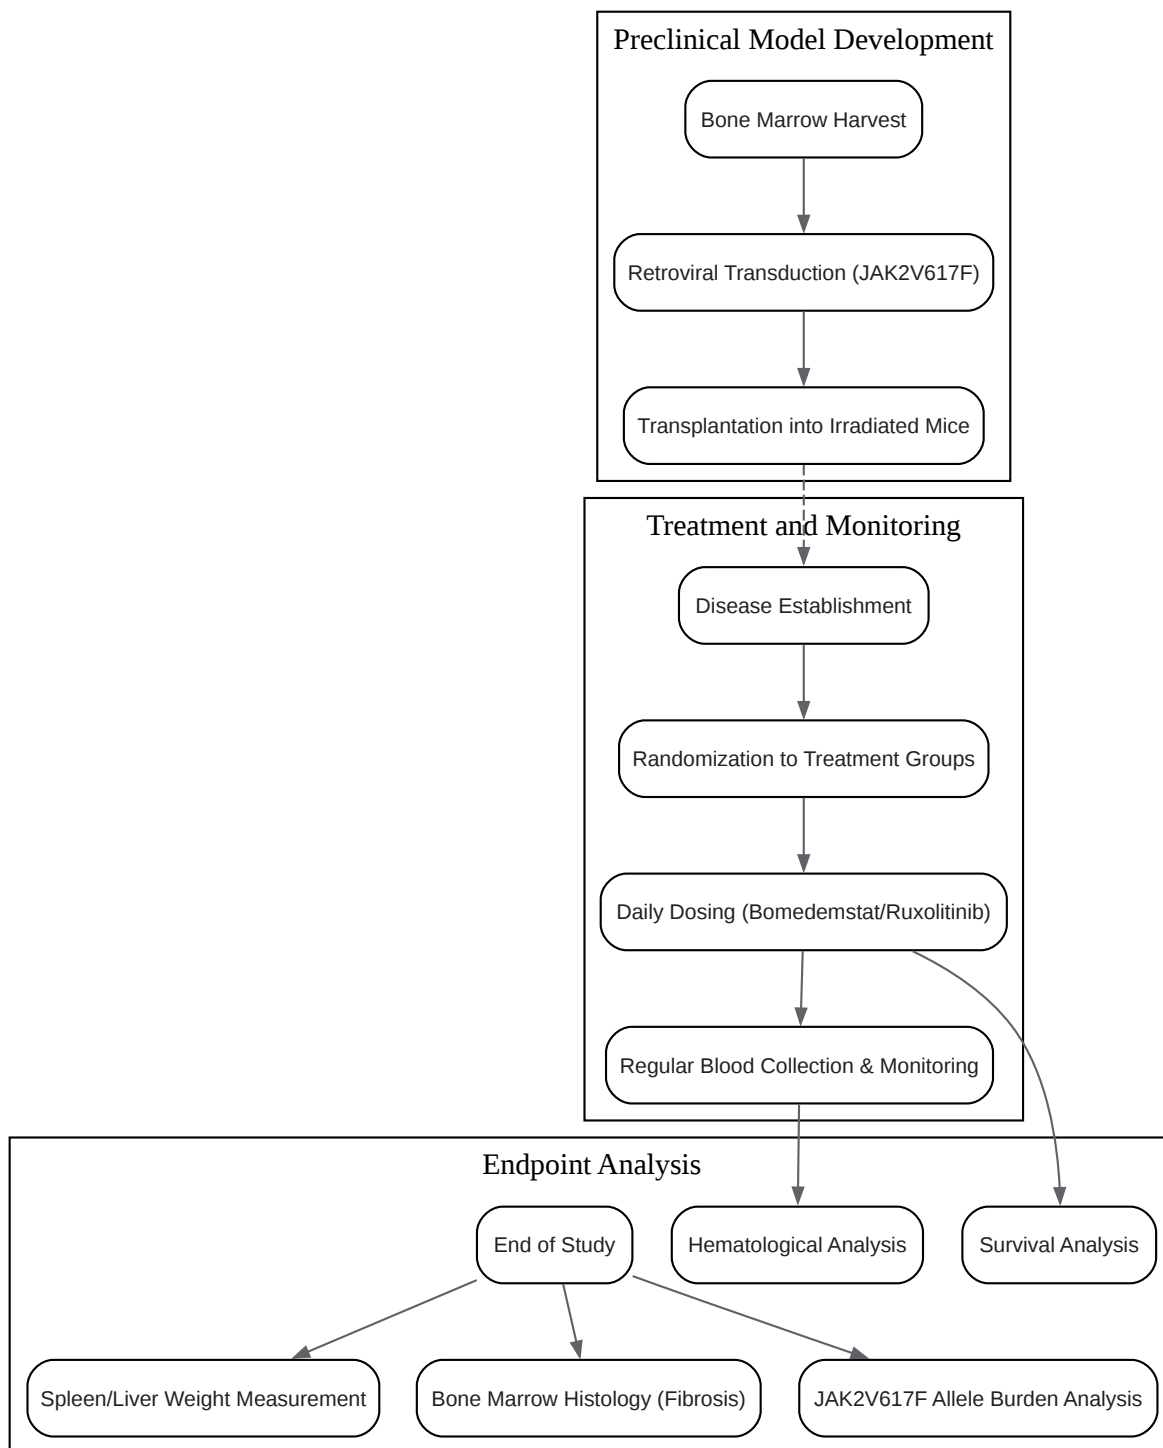 Preclinical Model Development
Bone Marrow Harvest
Retroviral Transduction (JAK2V617F)
Transplantation into Irradiated Mice
Treatment and Monitoring
Disease Establishment
Randomization to Treatment Groups
Daily Dosing (Bomedemstat/Ruxolitinib)
Regular Blood Collection & Monitoring
Endpoint Analysis
End of Study
Hematological Analysis
Survival Analysis
Spleen/Liver Weight Measurement
Bone Marrow Histology (Fibrosis)
JAK2V617F Allele Burden Analysis